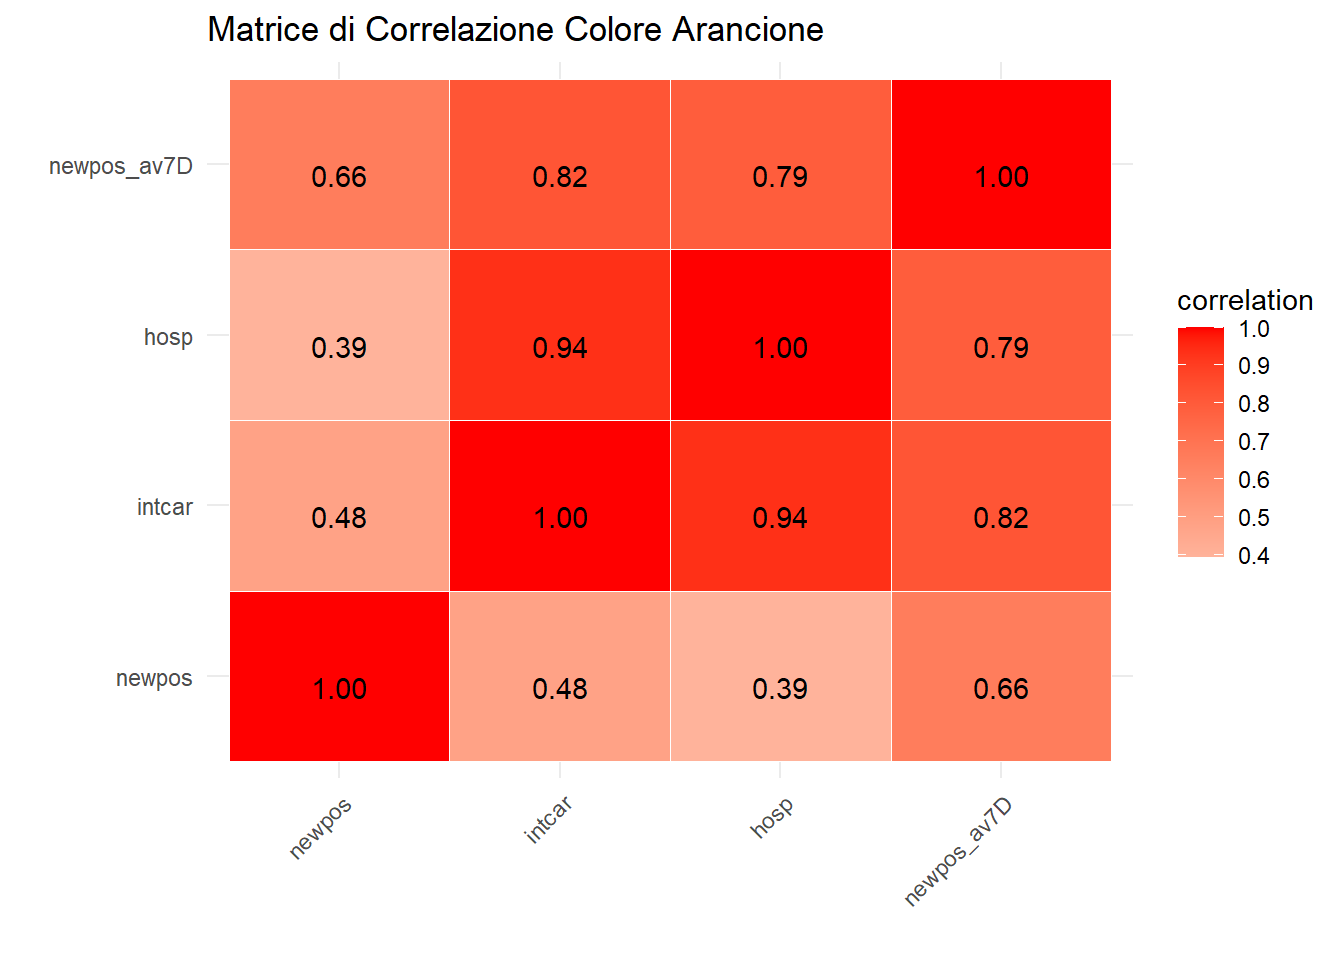 Matrice di Correlazione Colore Arancione
newpos_av7D
0.66 0.82 0.79 1.00
hosp
0.39 0.94 1.00 0.79
intcar
0.48 1.00 0.94 0.82
newpos
1.00 0.48 0.39 0.66
newpos
intcar
hosp
newpos_av7D
correlation
1.0
0.9
0.8
0.7
0.6
0.5
0.4